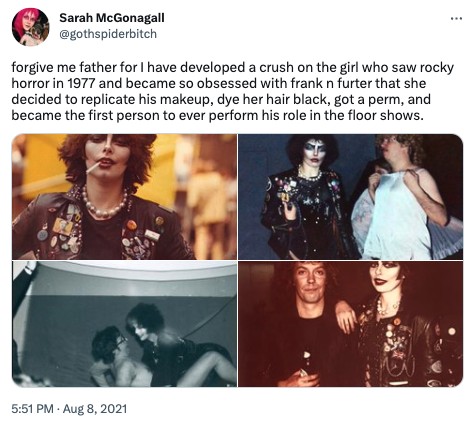 Sarah McGonagall
@gothspiderbitch
forgive me father for I have developed a crush on the girl who saw rocky
horror in 1977 and became so obsessed with frank n furter that she
decided to replicate his makeup, dye her hair black, got a perm, and
became the first person to ever perform his role in the floor shows.
5:51 PM · Aug 8, 2021